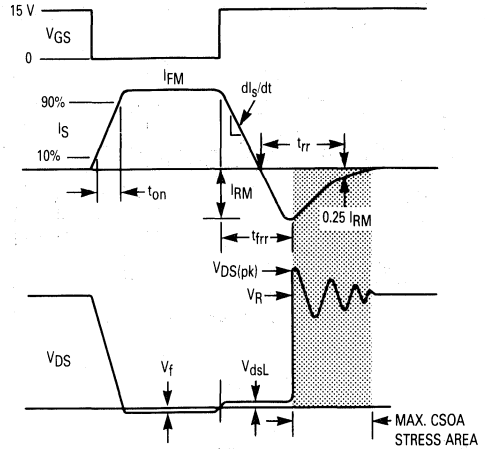 15 V
VGS
0
IFM
90%
dIs/dt
IS
trr
10%
ton
IRM
0.25 IRM
tfrr
VDS(pk)
VR
VDS
Vf
VdsL
MAX. CSOA
STRESS AREA